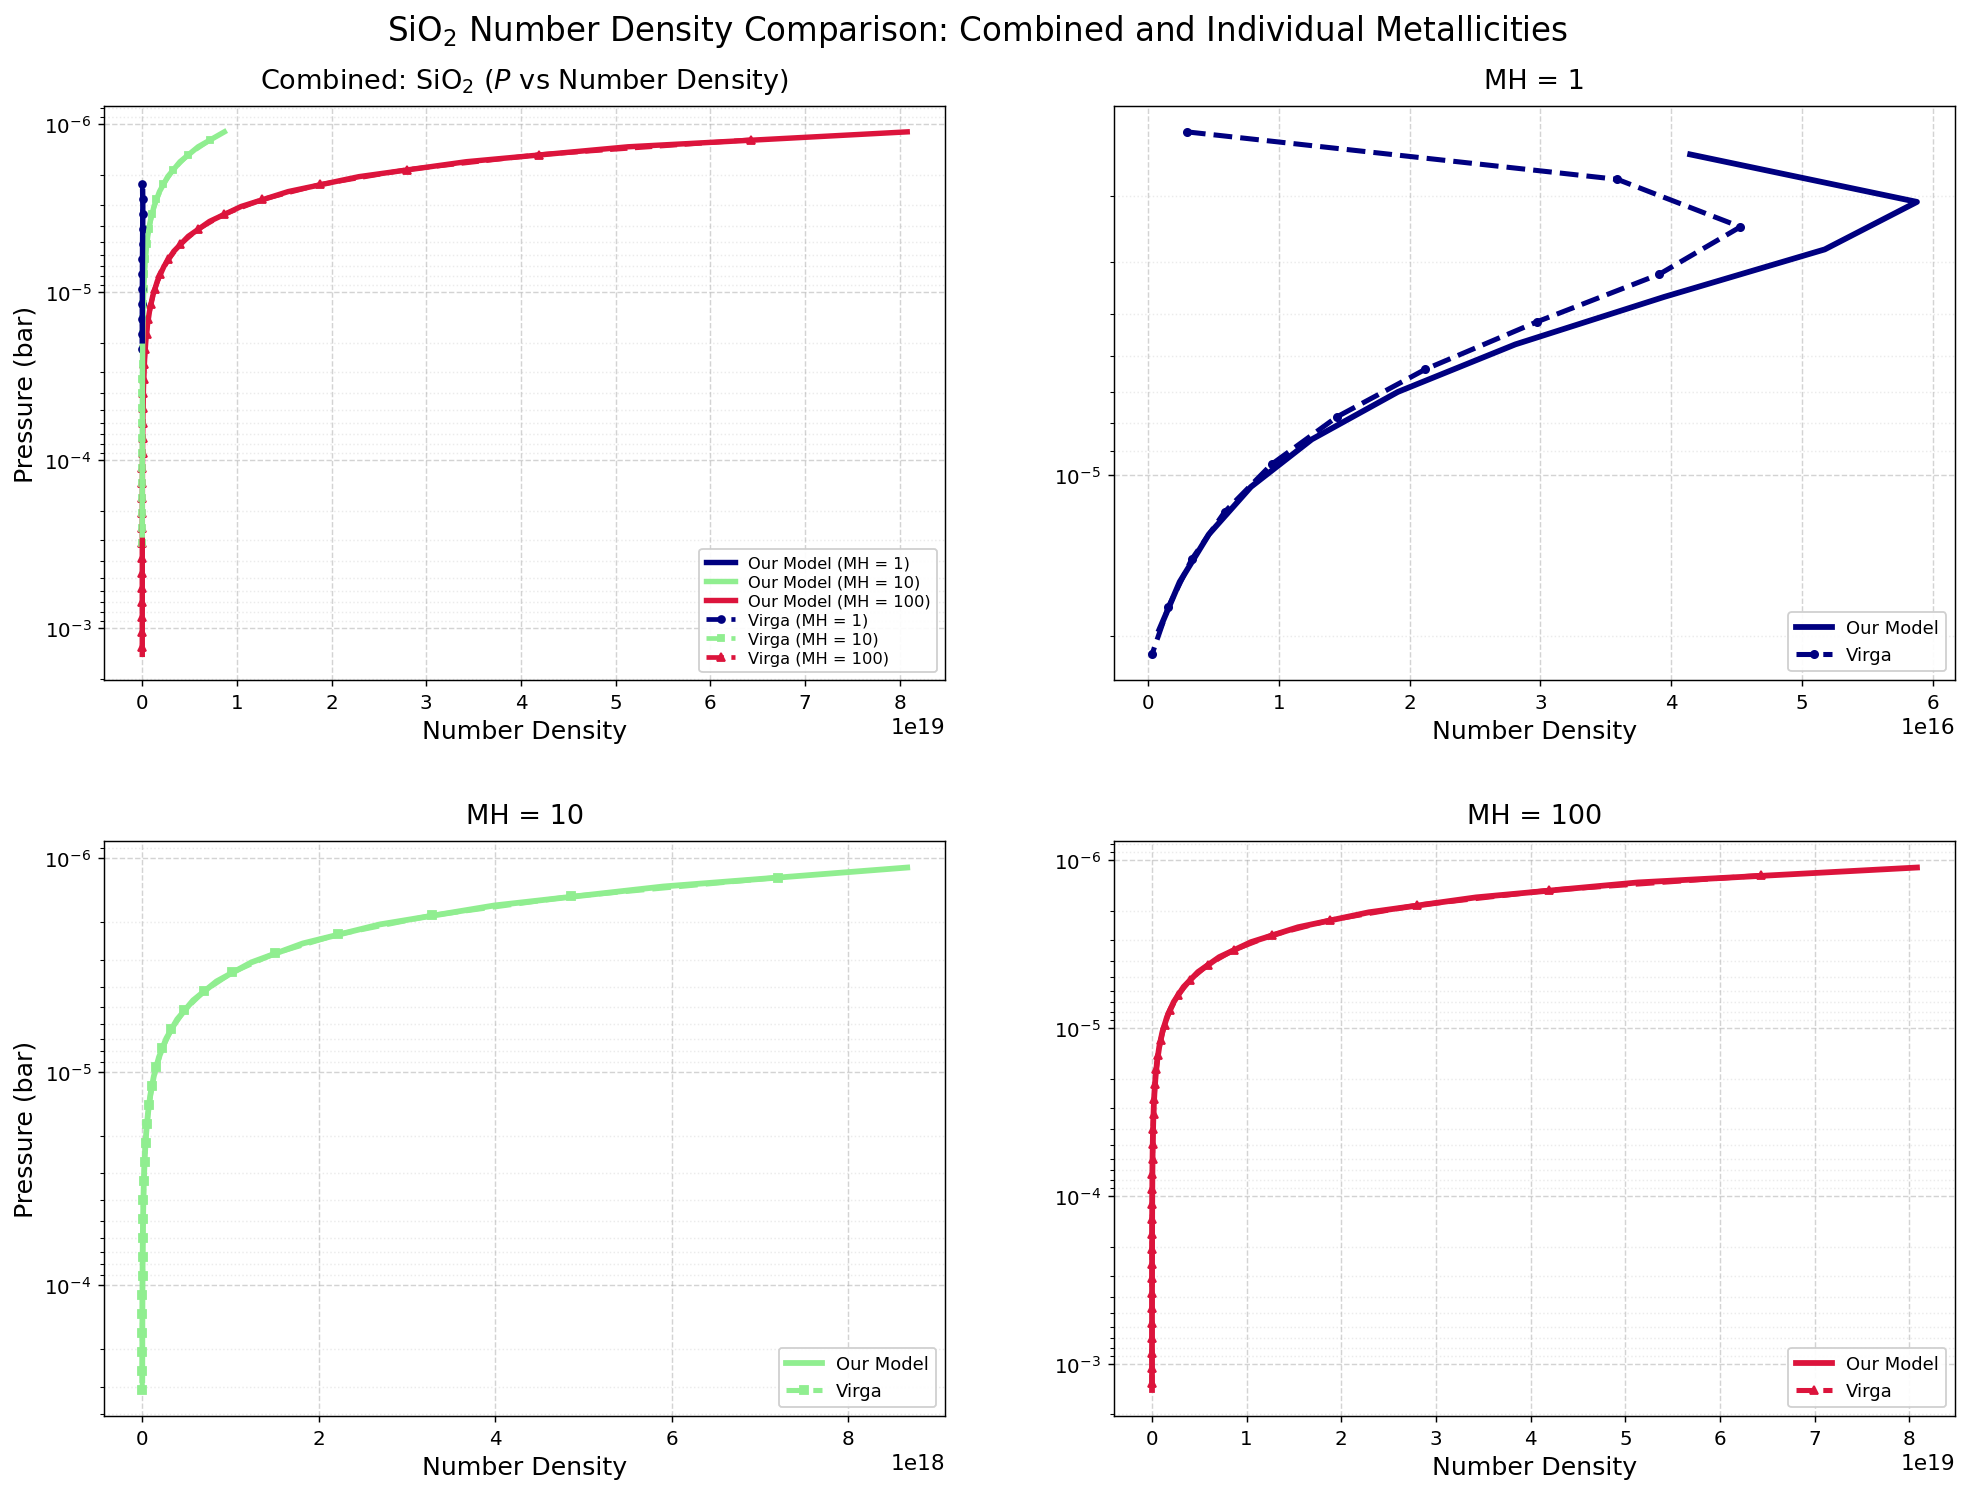 SiO₂ Number Density Comparison: Combined and Individual Metallicities
Combined: SiO₂ (P vs Number Density)
Pressure (bar)
10⁻⁶
10⁻⁵
10⁻⁴
10⁻³
Our Model (MH = 1)
Our Model (MH = 10)
Our Model (MH = 100)
Virga (MH = 1)
Virga (MH = 10)
Virga (MH = 100)
0 1 2 3 4 5 6 7 8
1e19
Number Density
MH = 1
10⁻⁵
Our Model
Virga
0 1 2 3 4 5 6
1e16
Number Density
MH = 10
Pressure (bar)
10⁻⁶
10⁻⁵
10⁻⁴
Our Model
Virga
0 2 4 6 8
1e18
Number Density
MH = 100
10⁻⁶
10⁻⁵
10⁻⁴
10⁻³
Our Model
Virga
0 1 2 3 4 5 6 7 8
1e19
Number Density